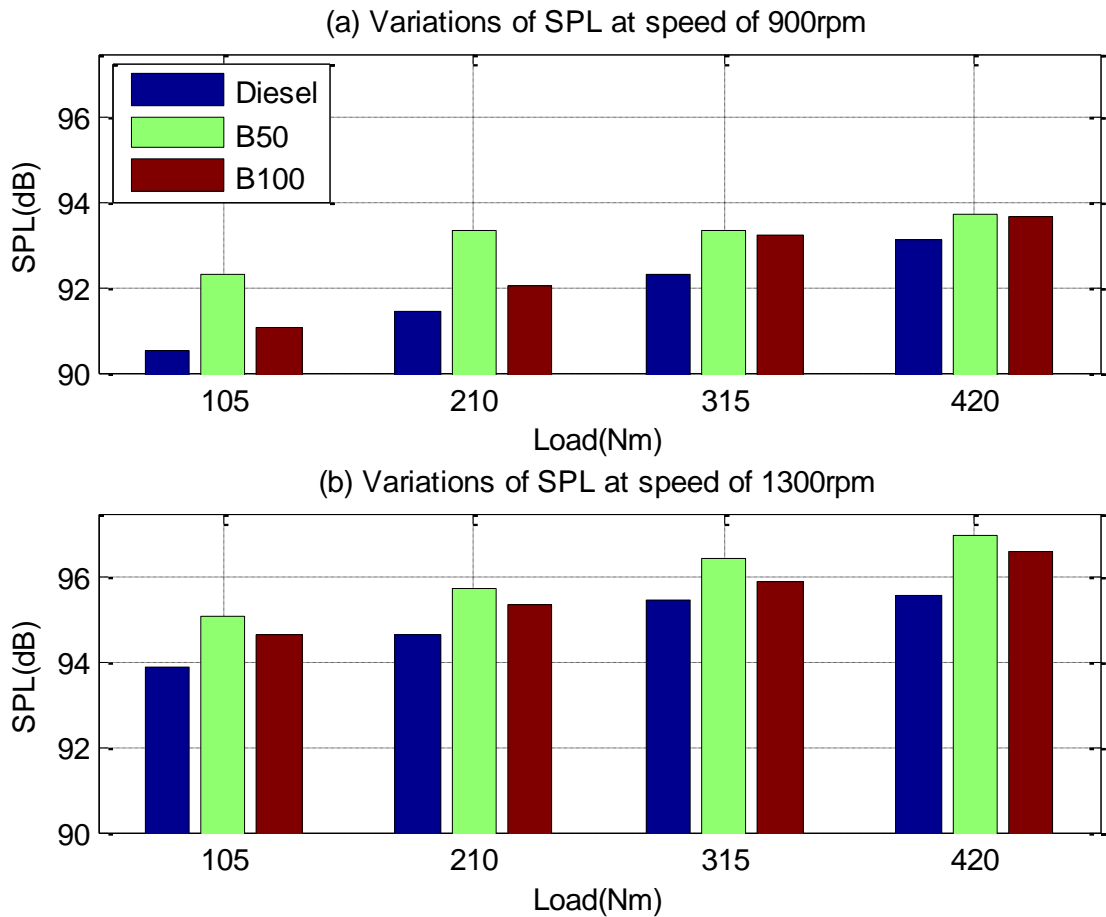 (a) Variations of SPL at speed of 900rpm
Diesel
B50
B100
96
94
92
90
SPL(dB)
105 210 315 420
Load(Nm)
(b) Variations of SPL at speed of 1300rpm
96
94
92
90
SPL(dB)
105 210 315 420
Load(Nm)